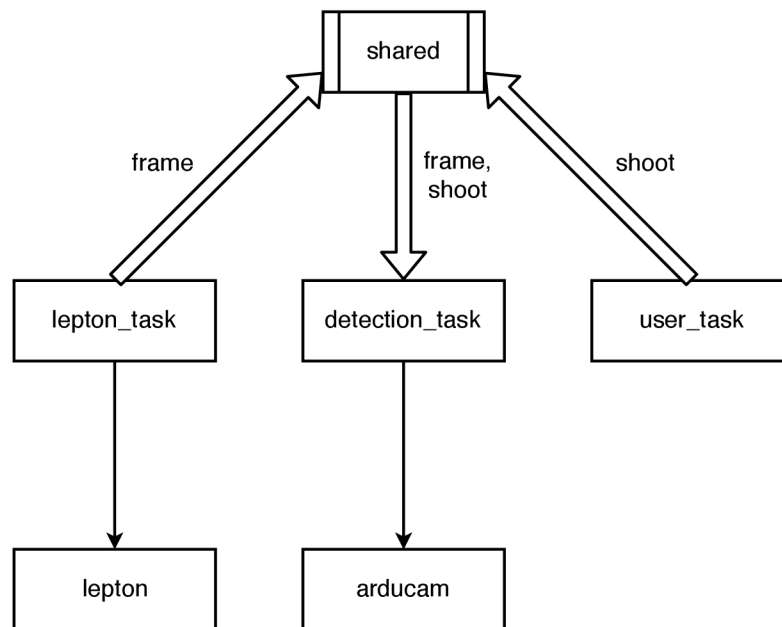 shared
frame
frame,
shoot
shoot
lepton_task
detection_task
user_task
lepton
arducam